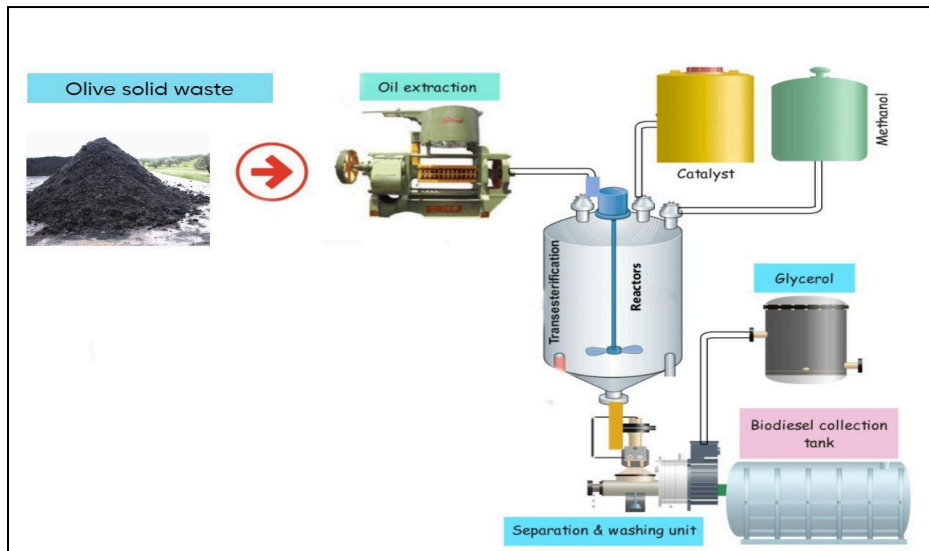 Olive solid waste
Oil extraction
Catalyst
Methanol
Transesterification
Reactors
Glycerol
Biodiesel collection
tank
Separation & washing unit